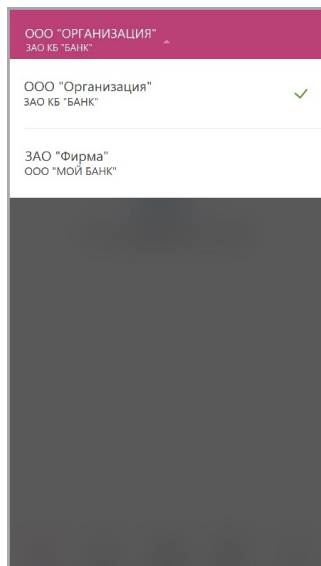 ООО "ОРГАНИЗАЦИЯ"
ЗАО КБ "БАНК"
ООО "Организация"
ЗАО КБ "БАНК"
ЗАО "Фирма"
ООО "МОЙ БАНК"